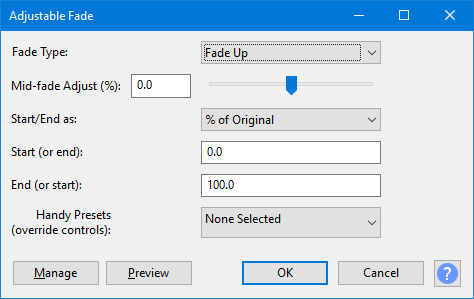 Adjustable Fade
Fade Type: Fade Up
Mid-fade Adjust (%): 0.0
Start/End as: % of Original
Start (or end): 0.0
End (or start): 100.0
Handy Presets
(override controls): None Selected
Manage Preview OK Cancel ?